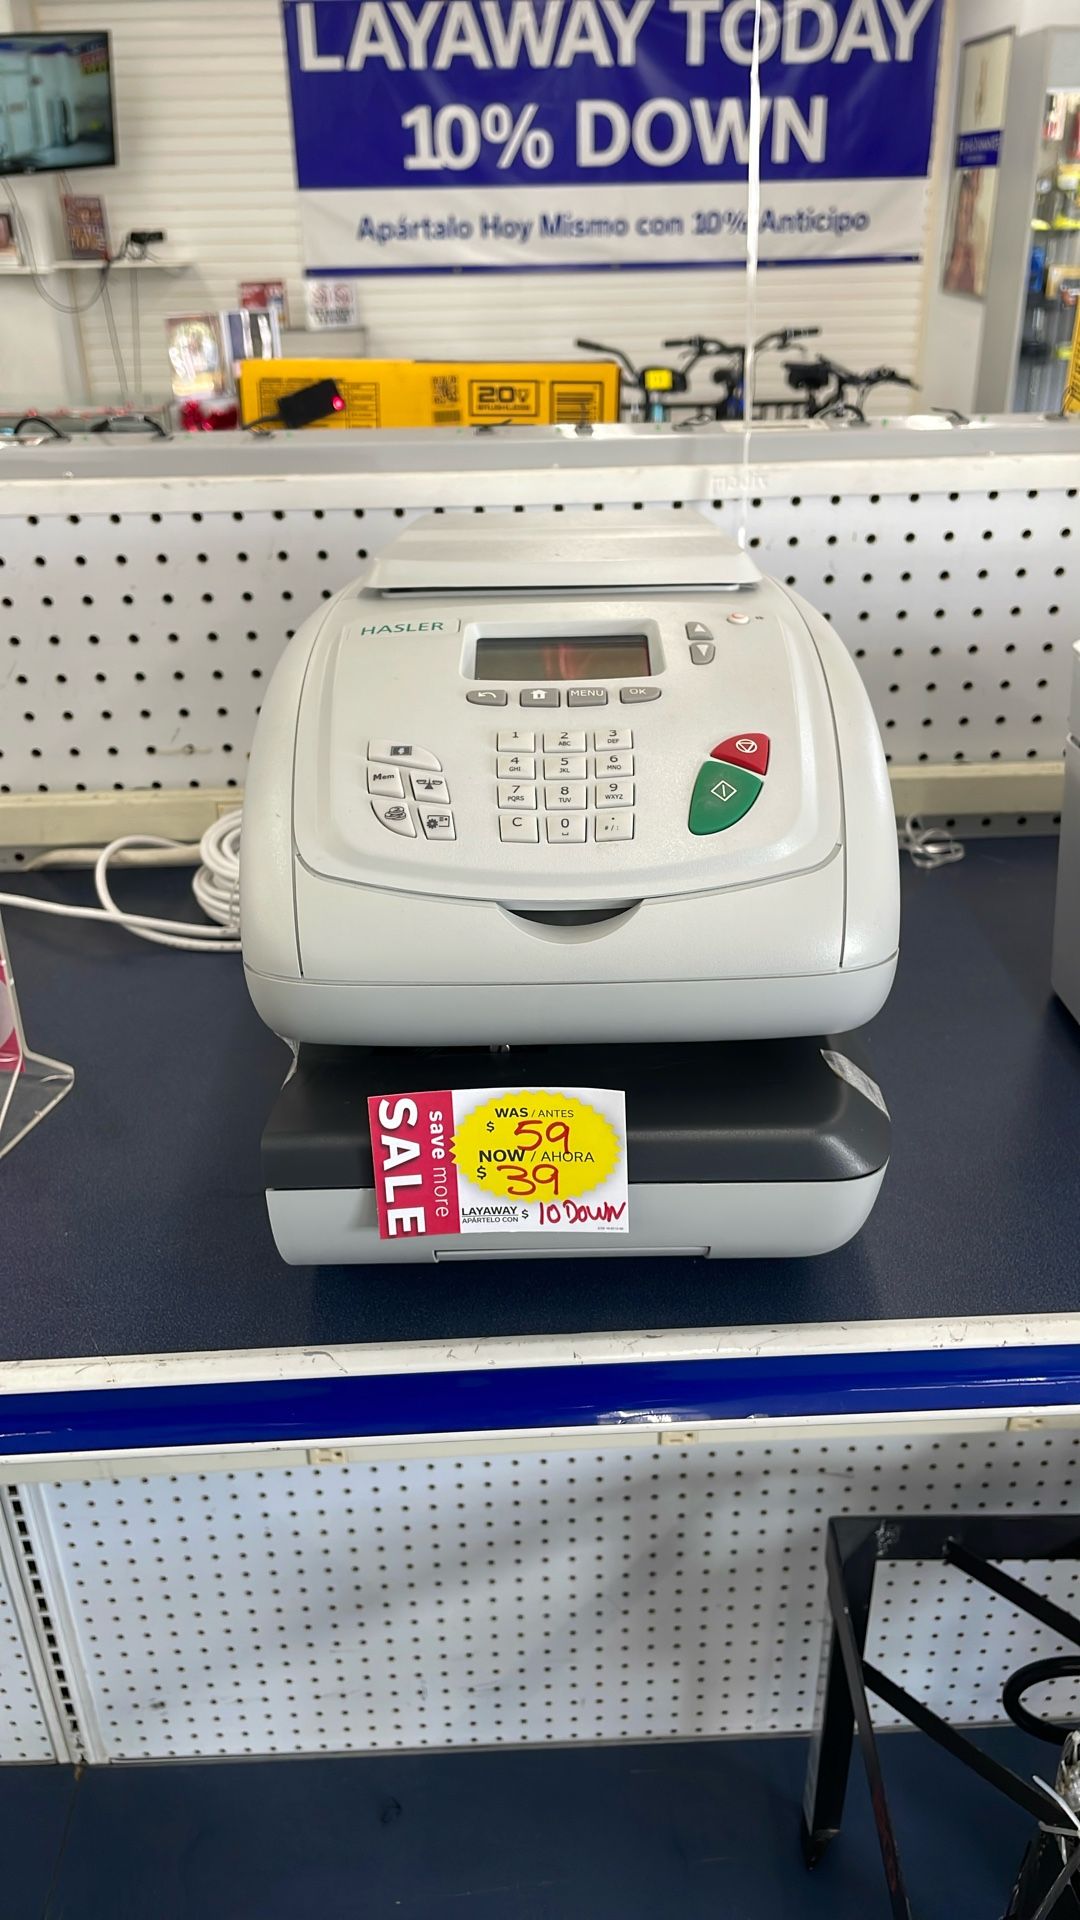 LAYAWAY TODAY
10% DOWN
Apártalo Hoy Mismo con 10% Anticipo
20V
HASLER
MENU
OK
Mem
1
2 ABC
3 DEF
4 GHI
5 JKL
6 MNO
7 PQRS
8 TUV
9 WXYZ
C
0
. # / :
SALE
save more
WAS / ANTES
$ 59
NOW / AHORA
$ 39
LAYAWAY
APÁRTELO CON $ 10 DOWN